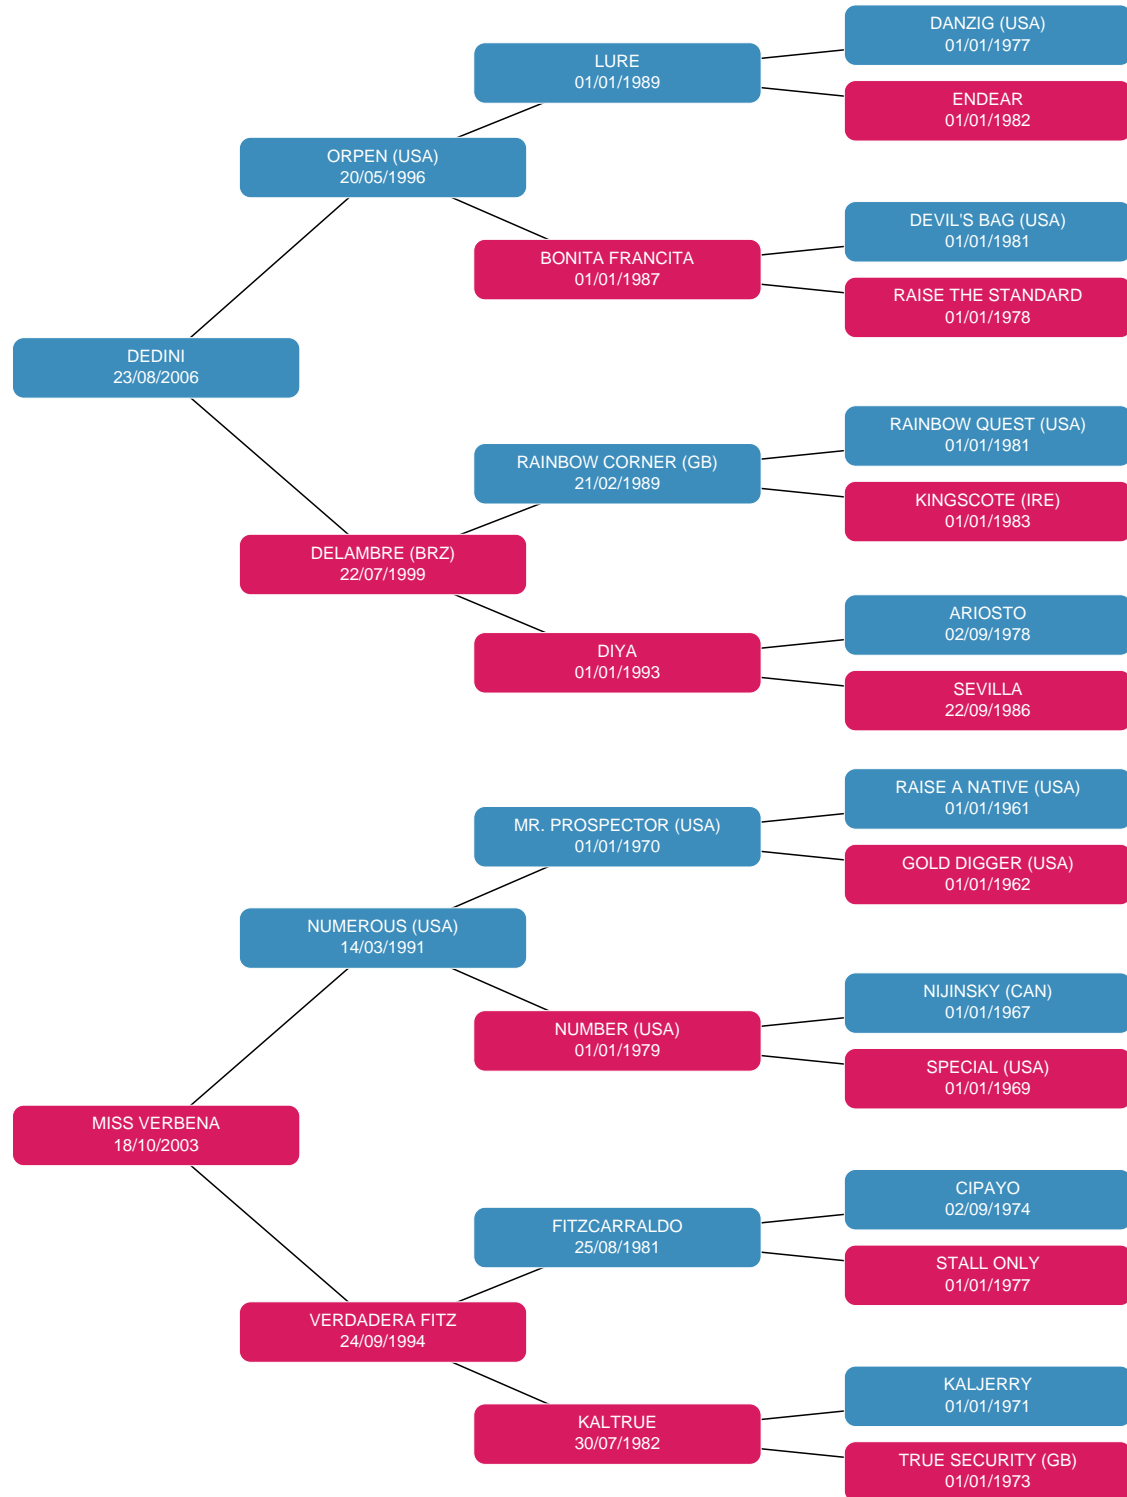 DANZIG (USA)
01/01/1977
LURE
01/01/1989
ENDEAR
01/01/1982
ORPEN (USA)
20/05/1996
DEVIL'S BAG (USA)
01/01/1981
BONITA FRANCITA
01/01/1987
RAISE THE STANDARD
01/01/1978
DEDINI
23/08/2006
RAINBOW QUEST (USA)
01/01/1981
RAINBOW CORNER (GB)
21/02/1989
KINGSCOTE (IRE)
01/01/1983
DELAMBRE (BRZ)
22/07/1999
ARIOSTO
02/09/1978
DIYA
01/01/1993
SEVILLA
22/09/1986
RAISE A NATIVE (USA)
01/01/1961
MR. PROSPECTOR (USA)
01/01/1970
GOLD DIGGER (USA)
01/01/1962
NUMEROUS (USA)
14/03/1991
NIJINSKY (CAN)
01/01/1967
NUMBER (USA)
01/01/1979
SPECIAL (USA)
01/01/1969
MISS VERBENA
18/10/2003
CIPAYO
02/09/1974
FITZCARRALDO
25/08/1981
STALL ONLY
01/01/1977
VERDADERA FITZ
24/09/1994
KALJERRY
01/01/1971
KALTRUE
30/07/1982
TRUE SECURITY (GB)
01/01/1973